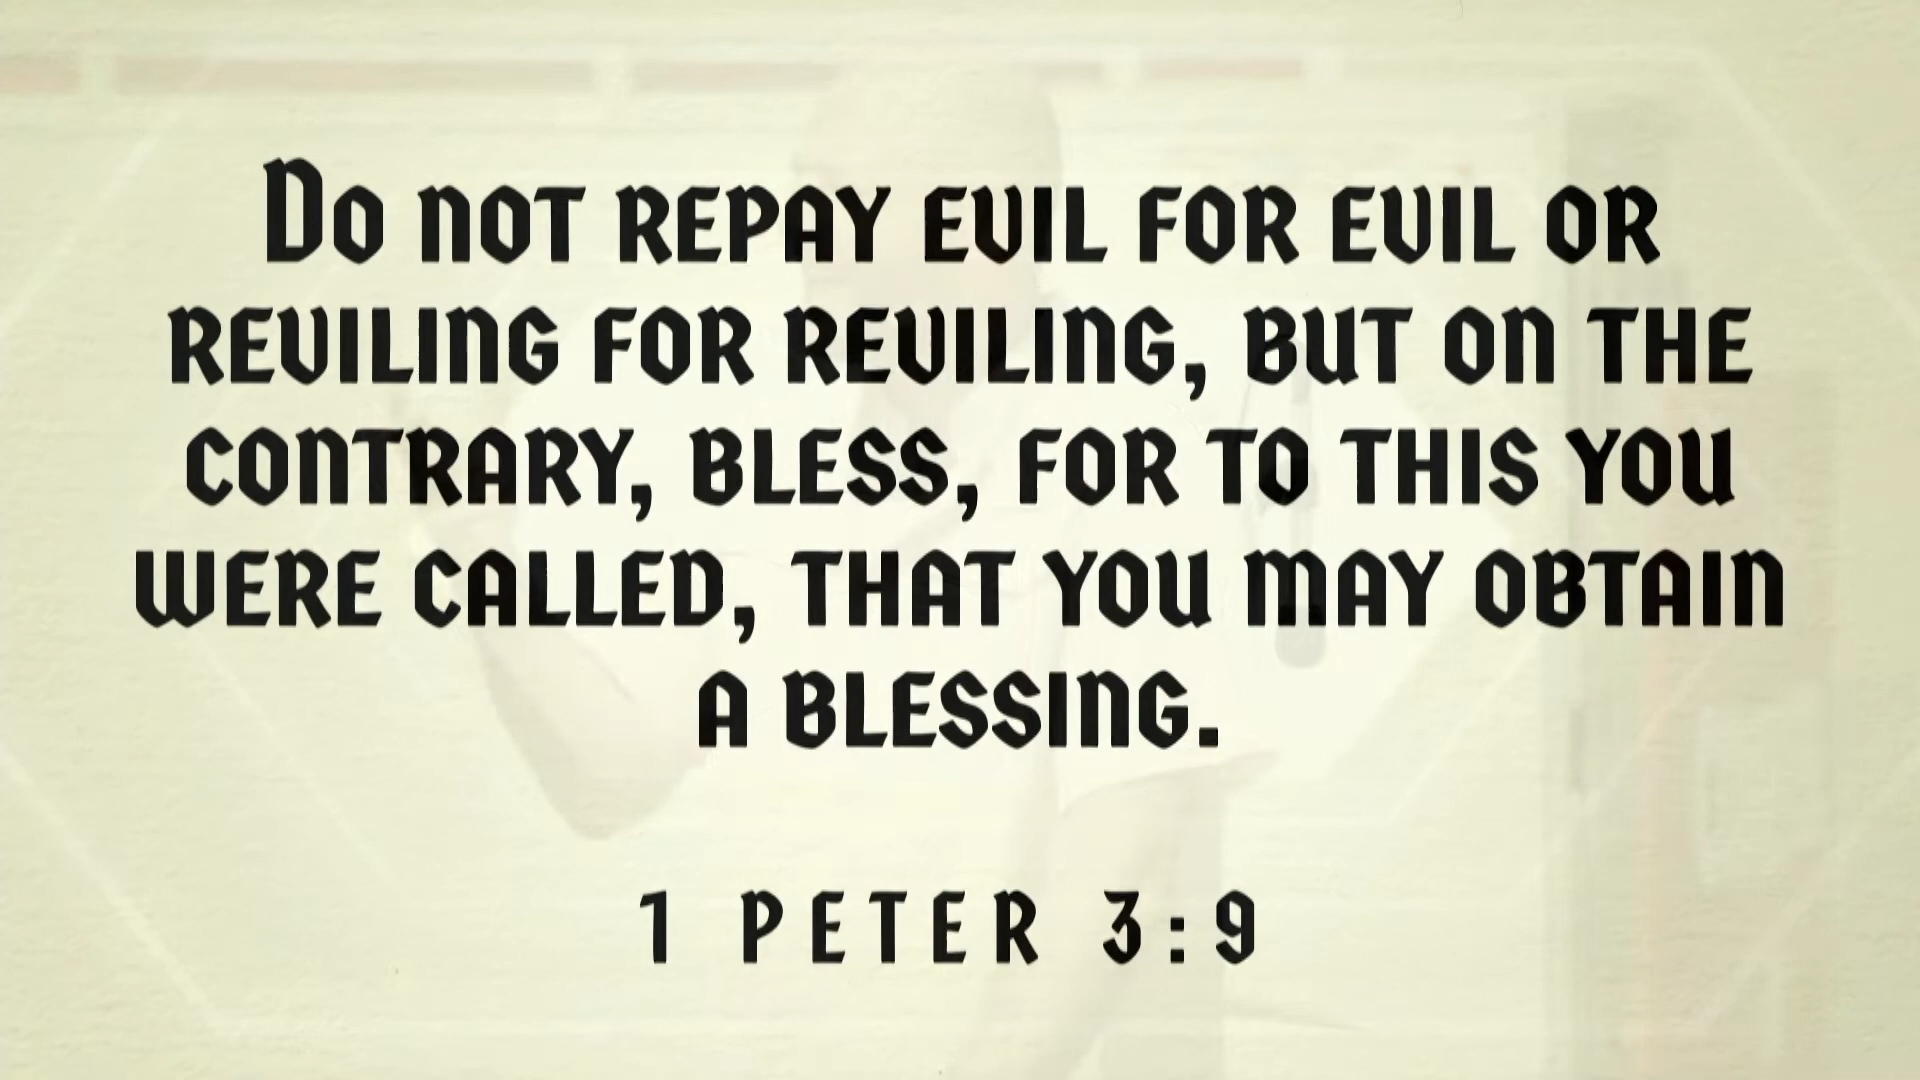 Do not repay evil for evil or
reviling for reviling, but on the
contrary, bless, for to this you
were called, that you may obtain
a blessing.
1 PETER 3:9